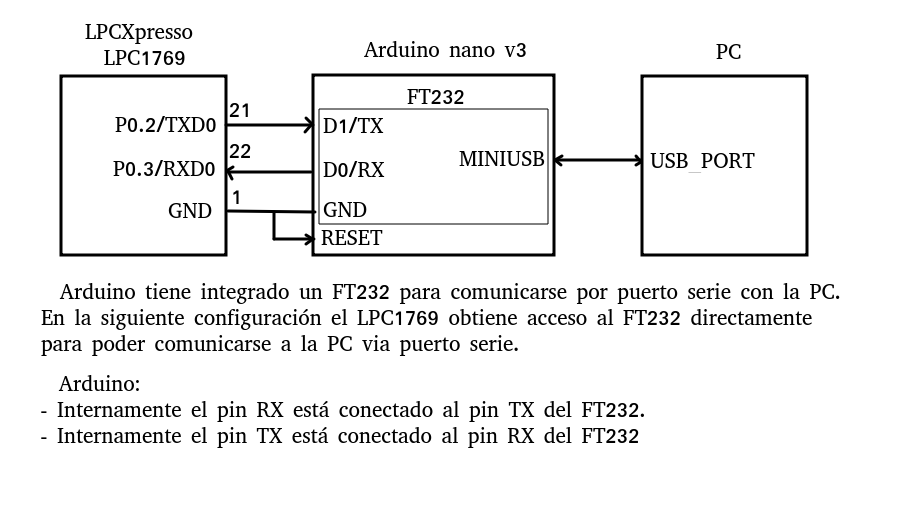 LPCXpresso
LPC1769
Arduino nano v3
PC
FT232
P0.2/TXD0
21
D1/TX
P0.3/RXD0
22
D0/RX
MINIUSB
USB_PORT
GND
1
GND
RESET
Arduino tiene integrado un FT232 para comunicarse por puerto serie con la PC.
En la siguiente configuración el LPC1769 obtiene acceso al FT232 directamente
para poder comunicarse a la PC via puerto serie.
Arduino:
- Internamente el pin RX está conectado al pin TX del FT232.
- Internamente el pin TX está conectado al pin RX del FT232